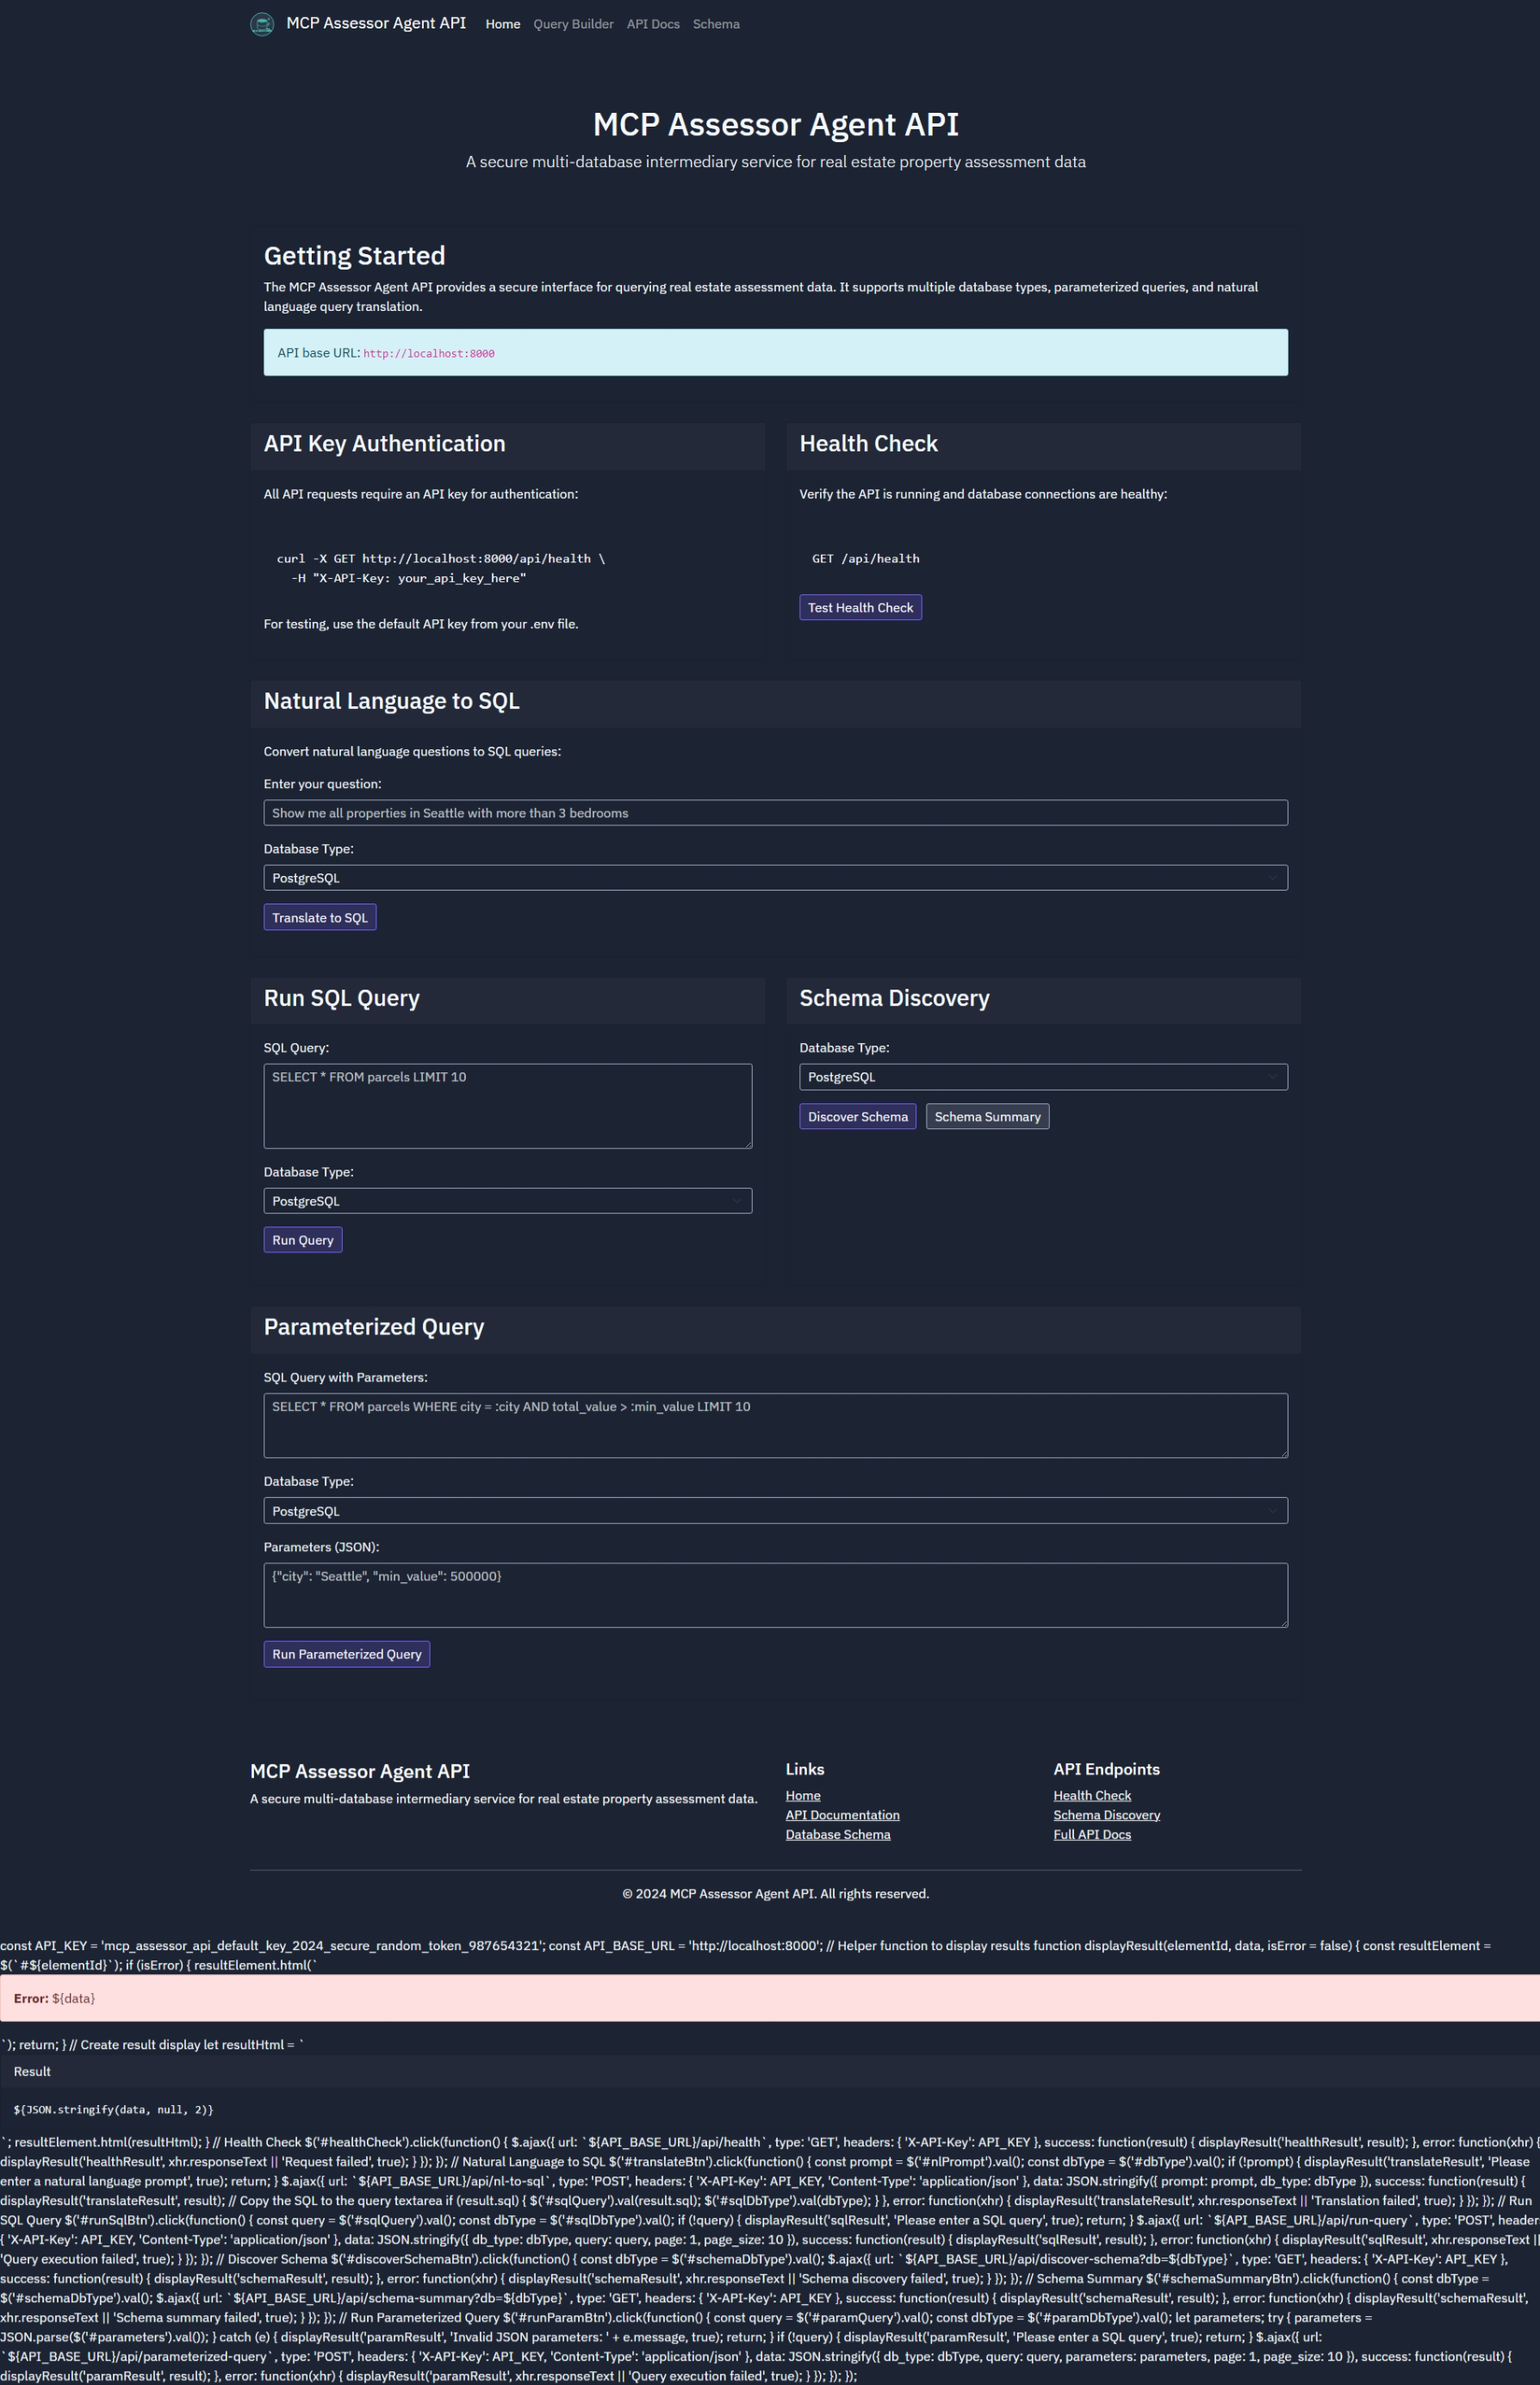 MCP Assessor Agent API Home Query Builder API Docs Schema
MCP Assessor Agent API
A secure multi-database intermediary service for real estate property assessment data
Getting Started
The MCP Assessor Agent API provides a secure interface for querying real estate assessment data. It supports multiple database types, parameterized queries, and natural
language query translation.
API base URL: http://localhost:8000
API Key Authentication
All API requests require an API key for authentication:
curl -X GET http://localhost:8000/api/health \
-H "X-API-Key: your_api_key_here"
For testing, use the default API key from your .env file.
Health Check
Verify the API is running and database connections are healthy:
GET /api/health
Test Health Check
Natural Language to SQL
Convert natural language questions to SQL queries:
Enter your question:
Show me all properties in Seattle with more than 3 bedrooms
Database Type:
PostgreSQL
Translate to SQL
Run SQL Query
SQL Query:
SELECT * FROM parcels LIMIT 10
Database Type:
PostgreSQL
Run Query
Schema Discovery
Database Type:
PostgreSQL
Discover Schema Schema Summary
Parameterized Query
SQL Query with Parameters:
SELECT * FROM parcels WHERE city = :city AND total_value > :min_value LIMIT 10
Database Type:
PostgreSQL
Parameters (JSON):
{"city": "Seattle", "min_value": 500000}
Run Parameterized Query
MCP Assessor Agent API
A secure multi-database intermediary service for real estate property assessment data.
Links
Home
API Documentation
Database Schema
API Endpoints
Health Check
Schema Discovery
Full API Docs
© 2024 MCP Assessor Agent API. All rights reserved.
const API_KEY = 'mcp_assessor_api_default_key_2024_secure_random_token_987654321'; const API_BASE_URL = 'http://localhost:8000'; // Helper function to display results function displayResult(elementId, data, isError = false) { const resultElement =
$(`#${elementId}`); if (isError) { resultElement.html(`
Error: ${data}
`); return; } // Create result display let resultHtml = `
Result
${JSON.stringify(data, null, 2)}
`; resultElement.html(resultHtml); } // Health Check $('#healthCheck').click(function() { $.ajax({ url: `${API_BASE_URL}/api/health`, type: 'GET', headers: { 'X-API-Key': API_KEY }, success: function(result) { displayResult('healthResult', result); }, error: function(xhr) {
displayResult('healthResult', xhr.responseText || 'Request failed', true); } }); }); // Natural Language to SQL $('#translateBtn').click(function() { const prompt = $('#nlPrompt').val(); const dbType = $('#dbType').val(); if (!prompt) { displayResult('translateResult', 'Please
enter a natural language prompt', true); return; } $.ajax({ url: `${API_BASE_URL}/api/nl-to-sql`, type: 'POST', headers: { 'X-API-Key': API_KEY, 'Content-Type': 'application/json' }, data: JSON.stringify({ prompt: prompt, db_type: dbType }), success: function(result) {
displayResult('translateResult', result); // Copy the SQL to the query textarea if (result.sql) { $('#sqlQuery').val(result.sql); $('#sqlDbType').val(dbType); } }, error: function(xhr) { displayResult('translateResult', xhr.responseText || 'Translation failed', true); } }); }); // Run
SQL Query $('#runSqlBtn').click(function() { const query = $('#sqlQuery').val(); const dbType = $('#sqlDbType').val(); if (!query) { displayResult('sqlResult', 'Please enter a SQL query', true); return; } $.ajax({ url: `${API_BASE_URL}/api/run-query`, type: 'POST', header
{ 'X-API-Key': API_KEY, 'Content-Type': 'application/json' }, data: JSON.stringify({ db_type: dbType, query: query, page: 1, page_size: 10 }), success: function(result) { displayResult('sqlResult', result); }, error: function(xhr) { displayResult('sqlResult', xhr.responseText ||
'Query execution failed', true); } }); }); // Discover Schema $('#discoverSchemaBtn').click(function() { const dbType = $('#schemaDbType').val(); $.ajax({ url: `${API_BASE_URL}/api/discover-schema?db=${dbType}`, type: 'GET', headers: { 'X-API-Key': API_KEY },
success: function(result) { displayResult('schemaResult', result); }, error: function(xhr) { displayResult('schemaResult', xhr.responseText || 'Schema discovery failed', true); } }); }); // Schema Summary $('#schemaSummaryBtn').click(function() { const dbType =
$('#schemaDbType').val(); $.ajax({ url: `${API_BASE_URL}/api/schema-summary?db=${dbType}`, type: 'GET', headers: { 'X-API-Key': API_KEY }, success: function(result) { displayResult('schemaResult', result); }, error: function(xhr) { displayResult('schemaResult',
xhr.responseText || 'Schema summary failed', true); } }); }); // Run Parameterized Query $('#runParamBtn').click(function() { const query = $('#paramQuery').val(); const dbType = $('#paramDbType').val(); let parameters; try { parameters =
JSON.parse($('#parameters').val()); } catch (e) { displayResult('paramResult', 'Invalid JSON parameters: ' + e.message, true); return; } if (!query) { displayResult('paramResult', 'Please enter a SQL query', true); return; } $.ajax({ url:
`${API_BASE_URL}/api/parameterized-query`, type: 'POST', headers: { 'X-API-Key': API_KEY, 'Content-Type': 'application/json' }, data: JSON.stringify({ db_type: dbType, query: query, parameters: parameters, page: 1, page_size: 10 }), success: function(result) {
displayResult('paramResult', result); }, error: function(xhr) { displayResult('paramResult', xhr.responseText || 'Query execution failed', true); } }); }); });